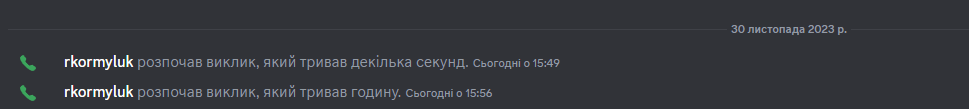 30 листопада 2023 р.
rkormyluk розпочав виклик, який тривав декілька секунд. Сьогодні о 15:49
rkormyluk розпочав виклик, який тривав годину. Сьогодні о 15:56